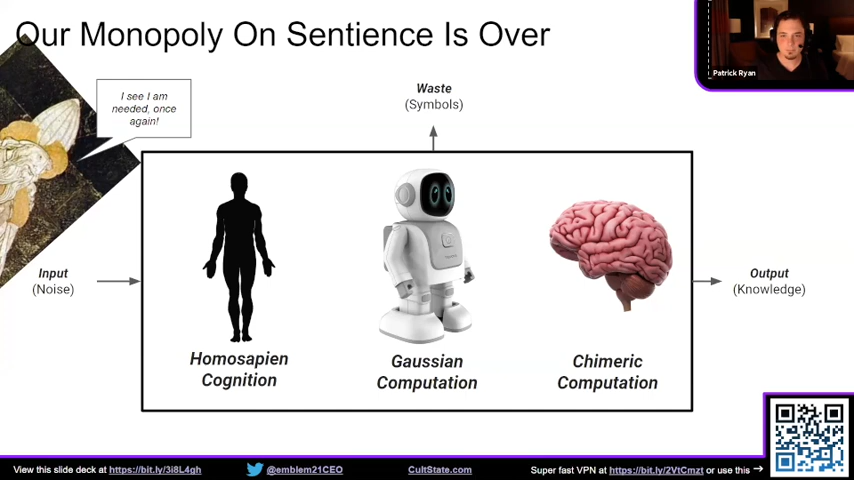 Our Monopoly On Sentience Is Over
Patrick Ryan
I see I am
needed, once
again!
Waste
(Symbols)
Input
(Noise)
Output
(Knowledge)
Homosapien
Cognition
Gaussian
Computation
Chimeric
Computation
View this slide deck at https://bit.ly/3i8L4gh
@emblem21CEO
CultState.com
Super fast VPN at https://bit.ly/2VtCmzt or use this →